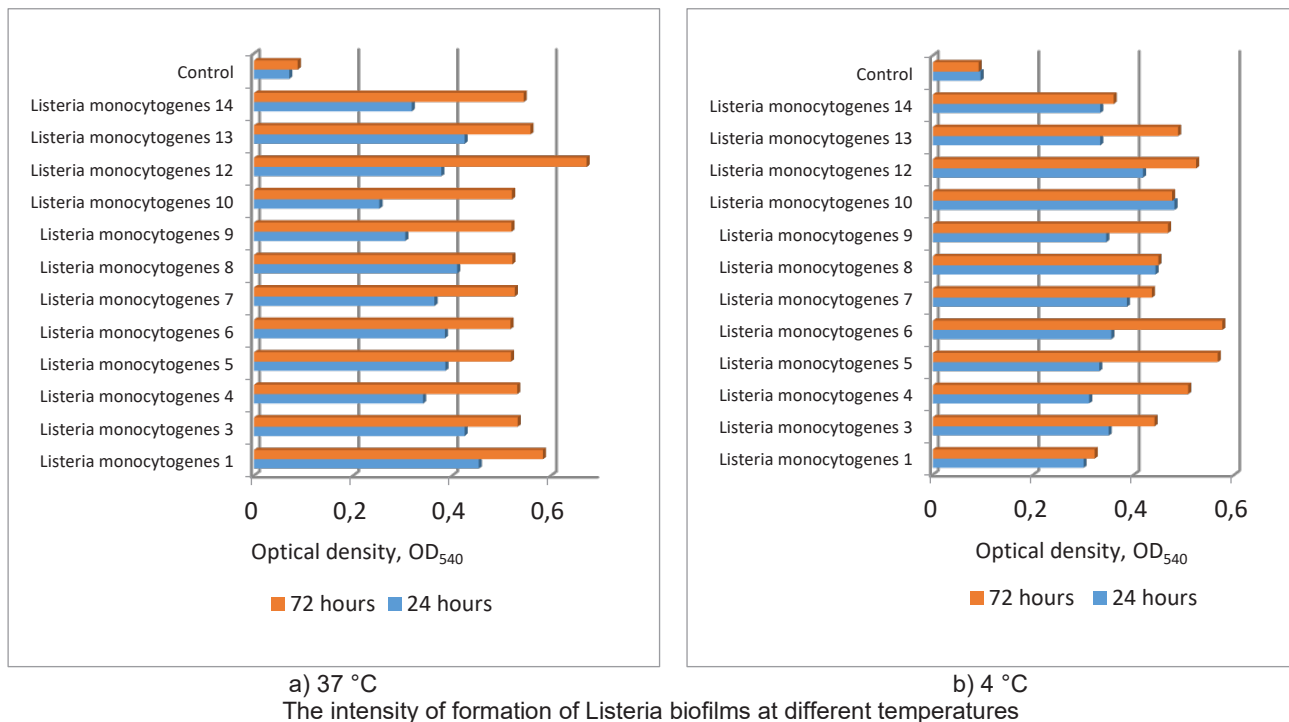 Control
Listeria monocytogenes 14
Listeria monocytogenes 13
Listeria monocytogenes 12
Listeria monocytogenes 10
Listeria monocytogenes 9
Listeria monocytogenes 8
Listeria monocytogenes 7
Listeria monocytogenes 6
Listeria monocytogenes 5
Listeria monocytogenes 4
Listeria monocytogenes 3
Listeria monocytogenes 1
0 0,2 0,4 0,6
Optical density, OD540
72 hours 24 hours
a) 37 °C
Control
Listeria monocytogenes 14
Listeria monocytogenes 13
Listeria monocytogenes 12
Listeria monocytogenes 10
Listeria monocytogenes 9
Listeria monocytogenes 8
Listeria monocytogenes 7
Listeria monocytogenes 6
Listeria monocytogenes 5
Listeria monocytogenes 4
Listeria monocytogenes 3
Listeria monocytogenes 1
0 0,2 0,4 0,6
Optical density, OD540
72 hours 24 hours
b) 4 °C
The intensity of formation of Listeria biofilms at different temperatures